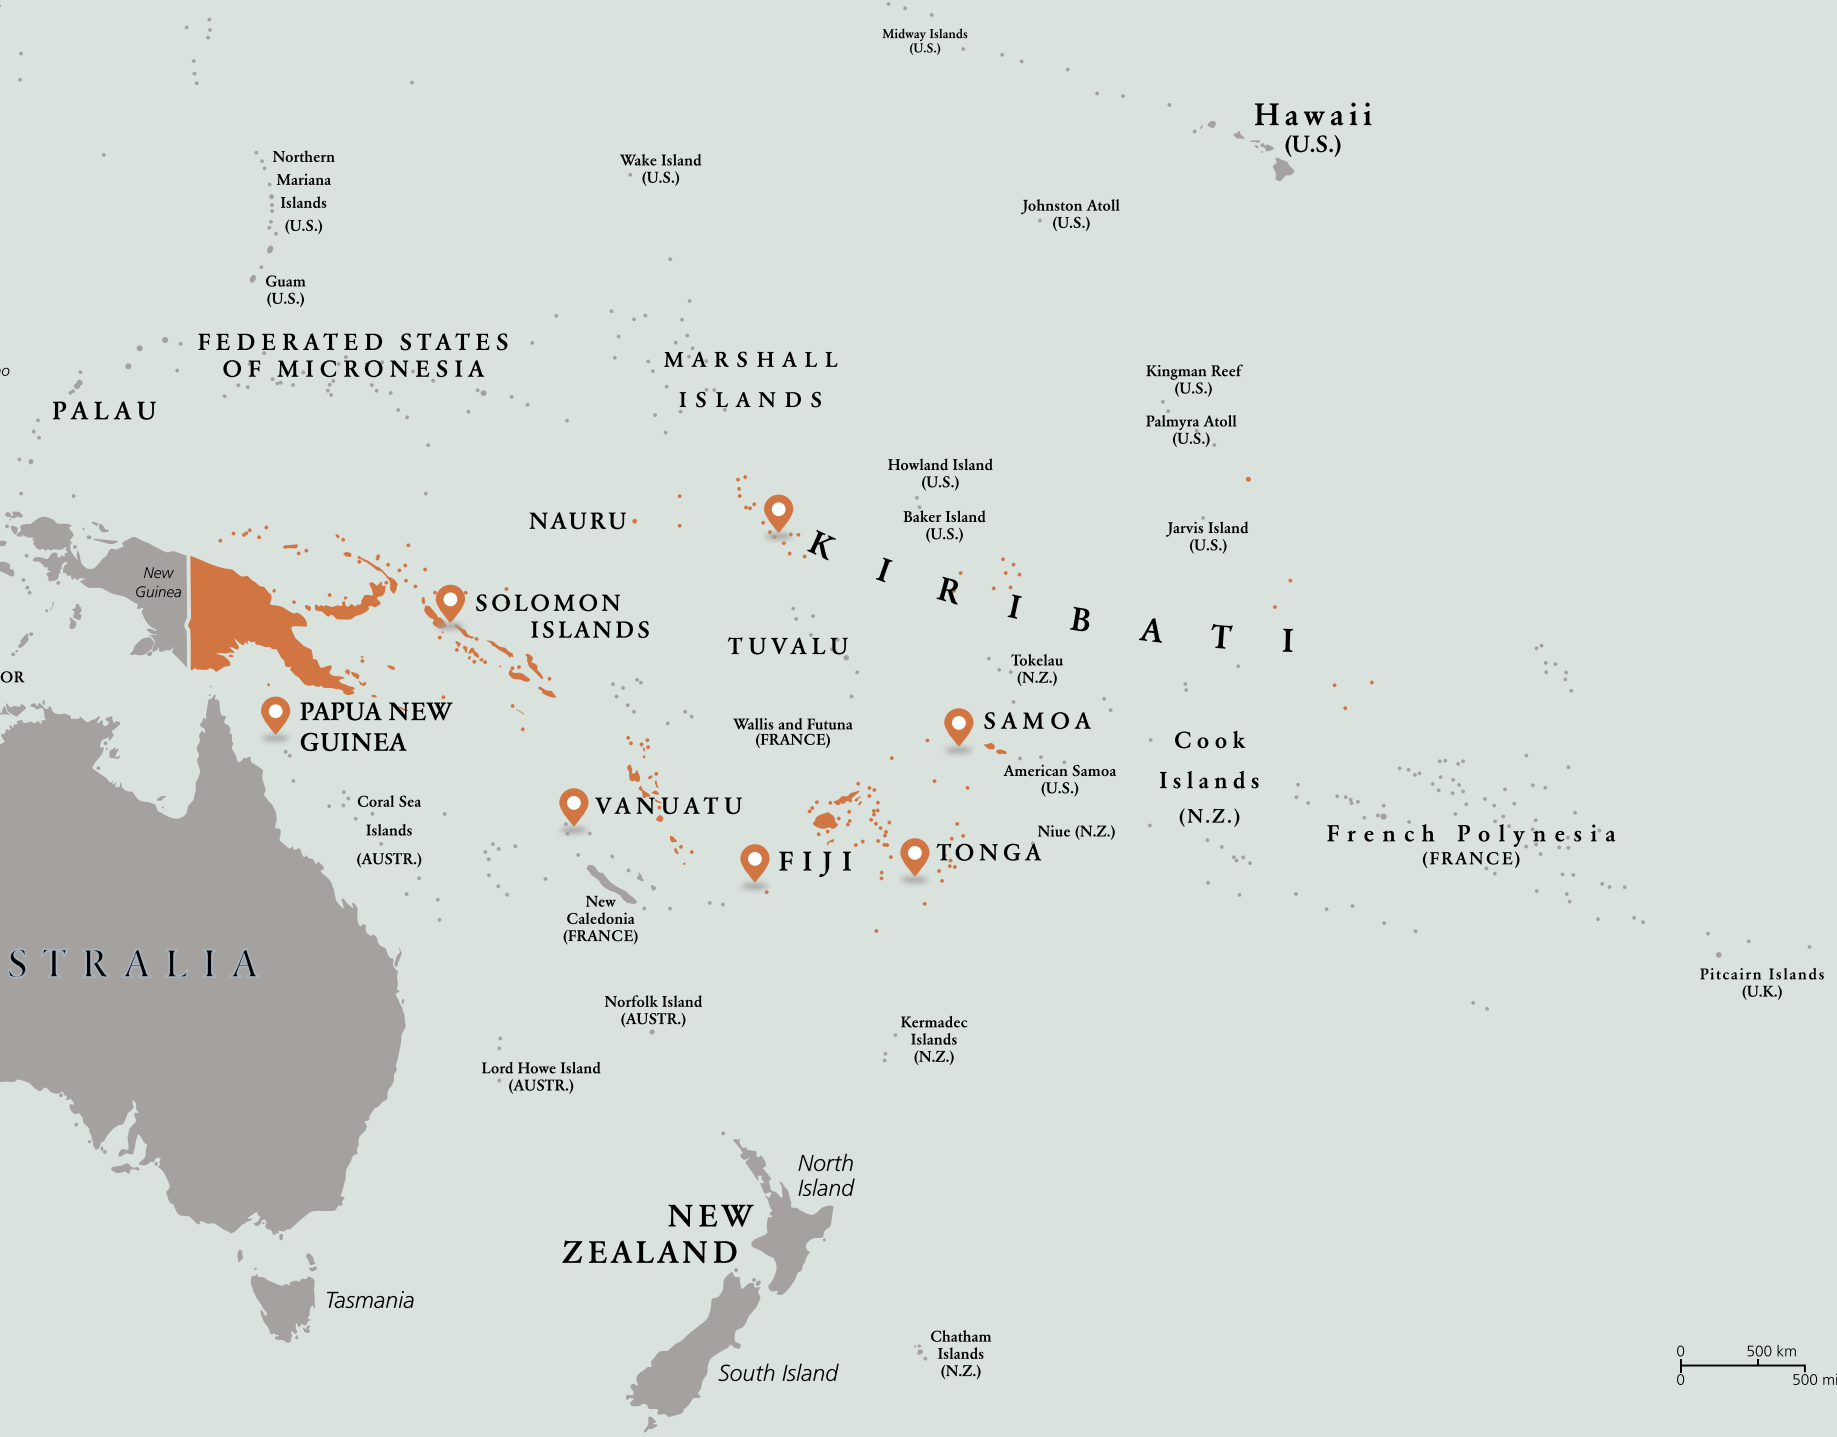 Midway Islands
(U.S.)
Hawaii
(U.S.)
Northern
Mariana
Islands
(U.S.)
Wake Island
(U.S.)
Johnston Atoll
(U.S.)
Guam
(U.S.)
FEDERATED STATES
OF MICRONESIA
MARSHALL
ISLANDS
Kingman Reef
(U.S.)
PALAU
Palmyra Atoll
(U.S.)
Howland Island
(U.S.)
NAURU
Baker Island
(U.S.)
Jarvis Island
(U.S.)
KIRIBATI
New
Guinea
SOLOMON
ISLANDS
TUVALU
Tokelau
(N.Z.)
OR
PAPUA NEW
GUINEA
Wallis and Futuna
(FRANCE)
SAMOA
Cook
Islands
(N.Z.)
American Samoa
(U.S.)
Coral Sea
Islands
(AUSTR.)
VANUATU
Niue (N.Z.)
French Polynesia
(FRANCE)
FIJI
TONGA
New
Caledonia
(FRANCE)
STRALIA
Pitcairn Islands
(U.K.)
Norfolk Island
(AUSTR.)
Kermadec
Islands
(N.Z.)
Lord Howe Island
(AUSTR.)
North
Island
NEW
ZEALAND
Tasmania
South Island
Chatham
Islands
(N.Z.)
0 500 km
0 500 mi